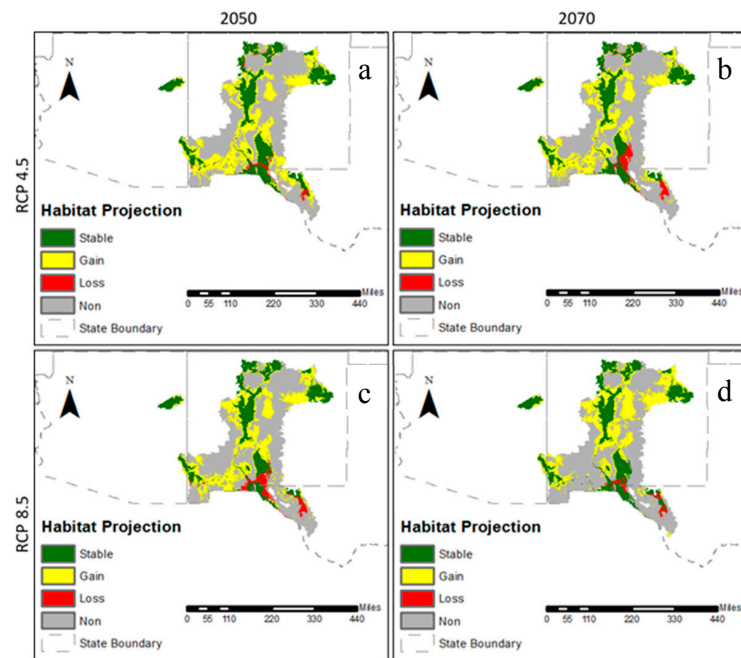 2050 2070
RCP 4.5
a
N
Habitat Projection
Stable
Gain
Loss
Non
State Boundary
Miles
0 55 110 220 330 440
b
N
Habitat Projection
Stable
Gain
Loss
Non
State Boundary
Miles
0 55 110 220 330 440
RCP 8.5
c
N
Habitat Projection
Stable
Gain
Loss
Non
State Boundary
Miles
0 55 110 220 330 440
d
N
Habitat Projection
Stable
Gain
Loss
Non
State Boundary
Miles
0 55 110 220 330 440